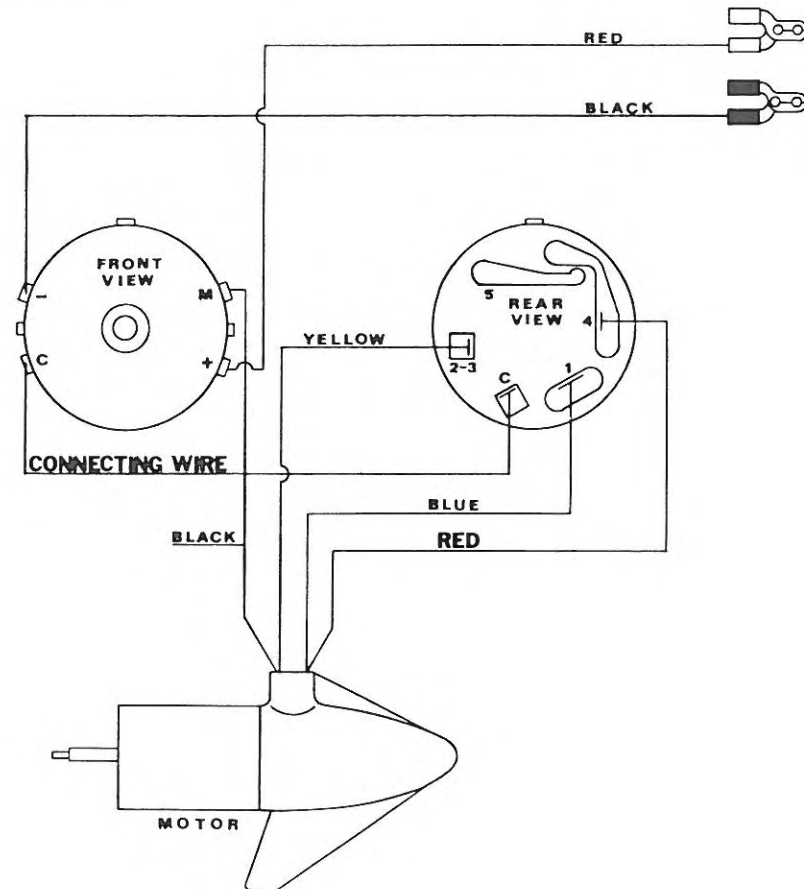 RED
BLACK
FRONT
VIEW
-
M
C
+
5
REAR
VIEW
4
YELLOW
2-3
C
1
CONNECTING WIRE
BLUE
BLACK
RED
MOTOR